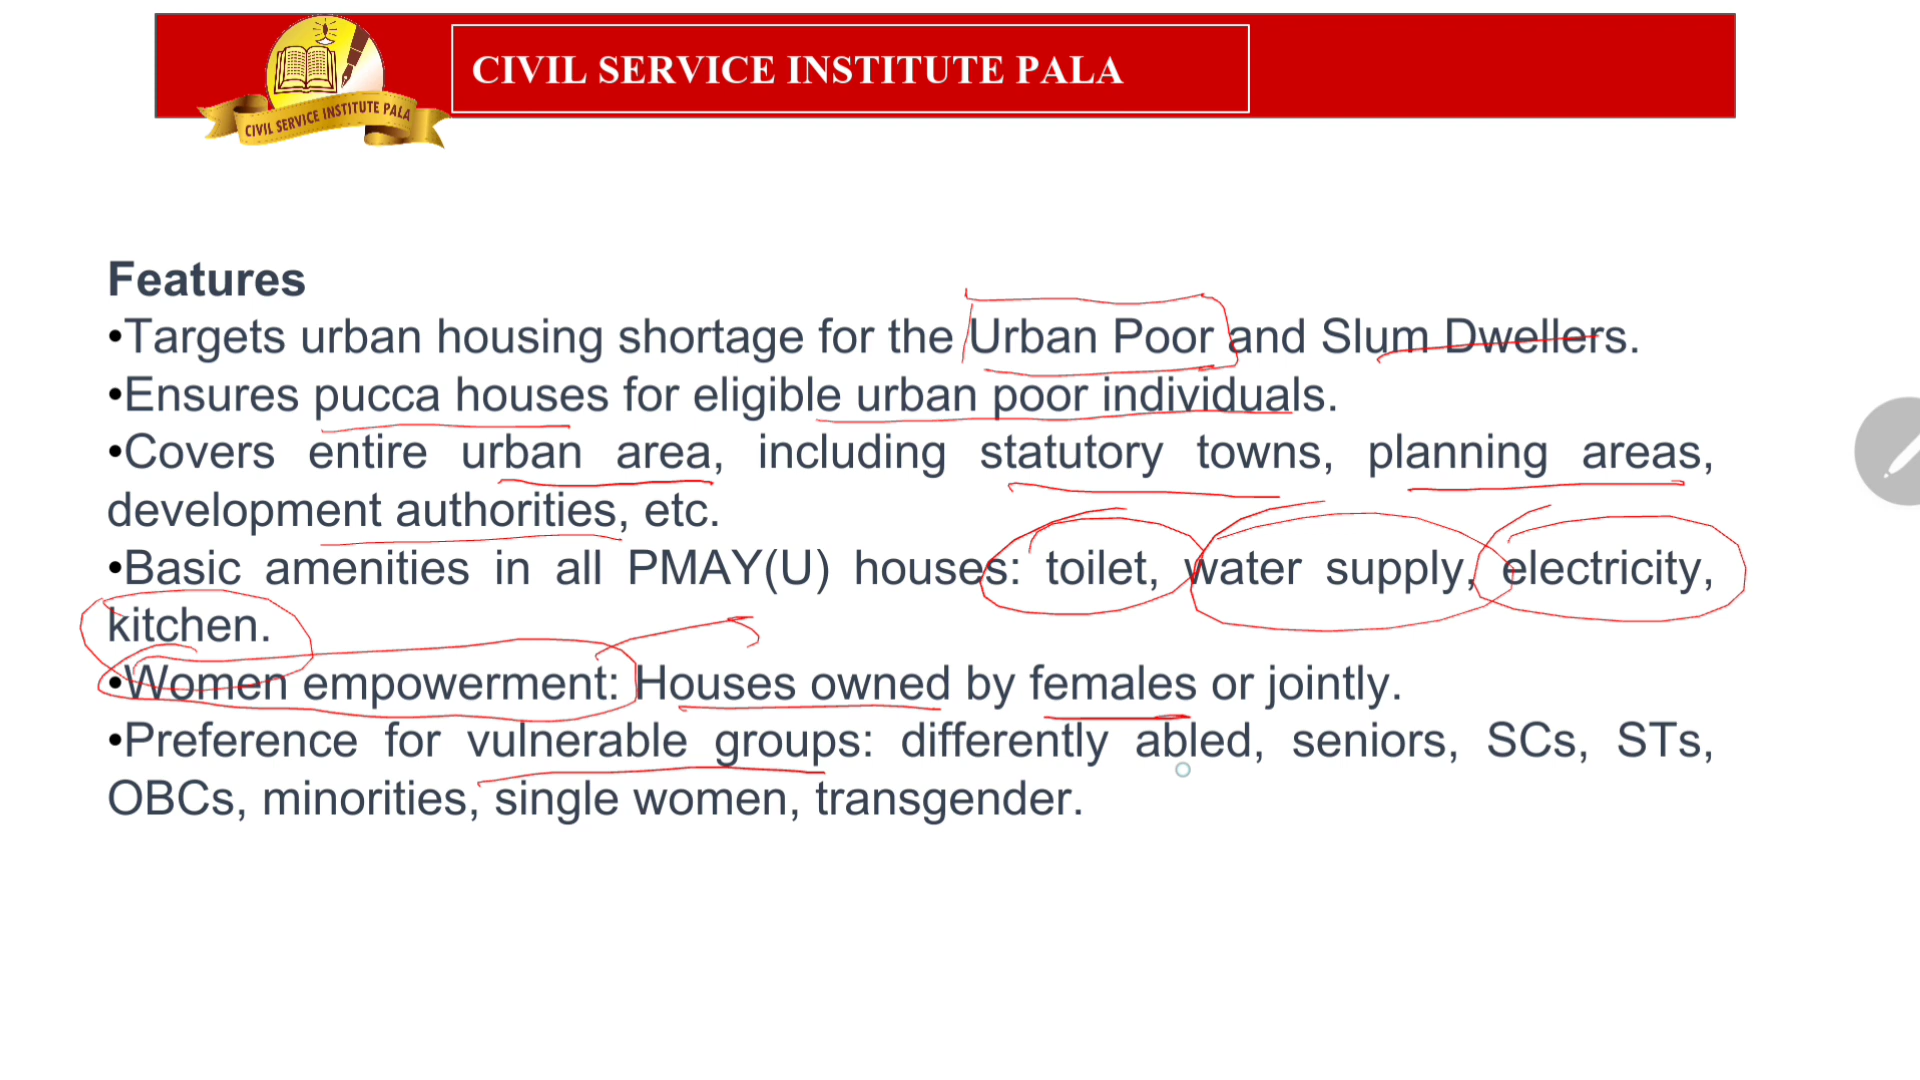 CIVIL SERVICE INSTITUTE PALA
CIVIL SERVICE INSTITUTE PALA
Features
•Targets urban housing shortage for the Urban Poor and Slum Dwellers.
•Ensures pucca houses for eligible urban poor individuals.
•Covers entire urban area, including statutory towns, planning areas,
development authorities, etc.
•Basic amenities in all PMAY(U) houses: toilet, water supply, electricity,
kitchen.
•Women empowerment: Houses owned by females or jointly.
•Preference for vulnerable groups: differently abled, seniors, SCs, STs,
OBCs, minorities, single women, transgender.